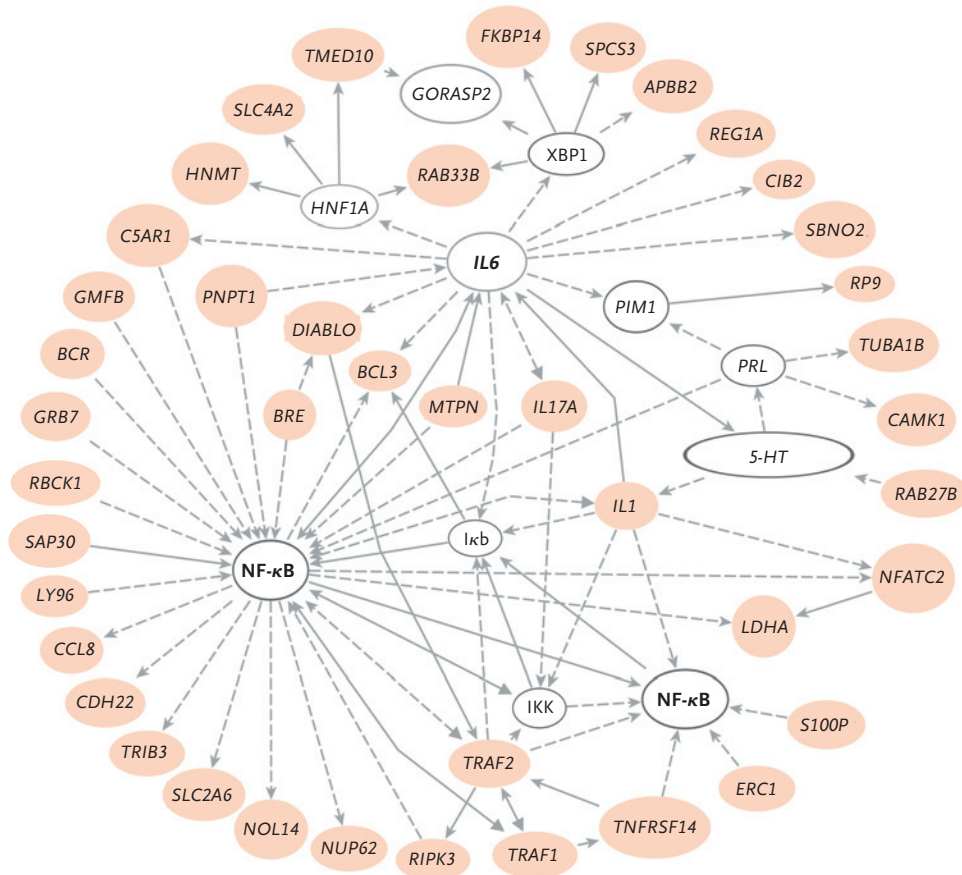 FKBP14
TMED10
SPCS3
GORASP2
APBB2
SLC4A2
REG1A
XBP1
HNMT
RAB33B
CIB2
HNF1A
C5AR1
SBNO2
IL6
RP9
GMFB
PNPT1
PIM1
DIABLO
TUBA1B
BCR
BCL3
PRL
GRB7
BRE
MTPN
IL17A
CAMK1
5-HT
RBCK1
RAB27B
IL1
SAP30
Iκb
NF-κB
NFATC2
LY96
LDHA
CCL8
CDH22
IKK
NF-κB
S100P
TRIB3
TRAF2
ERC1
SLC2A6
NOL14
TNFRSF14
NUP62
RIPK3
TRAF1